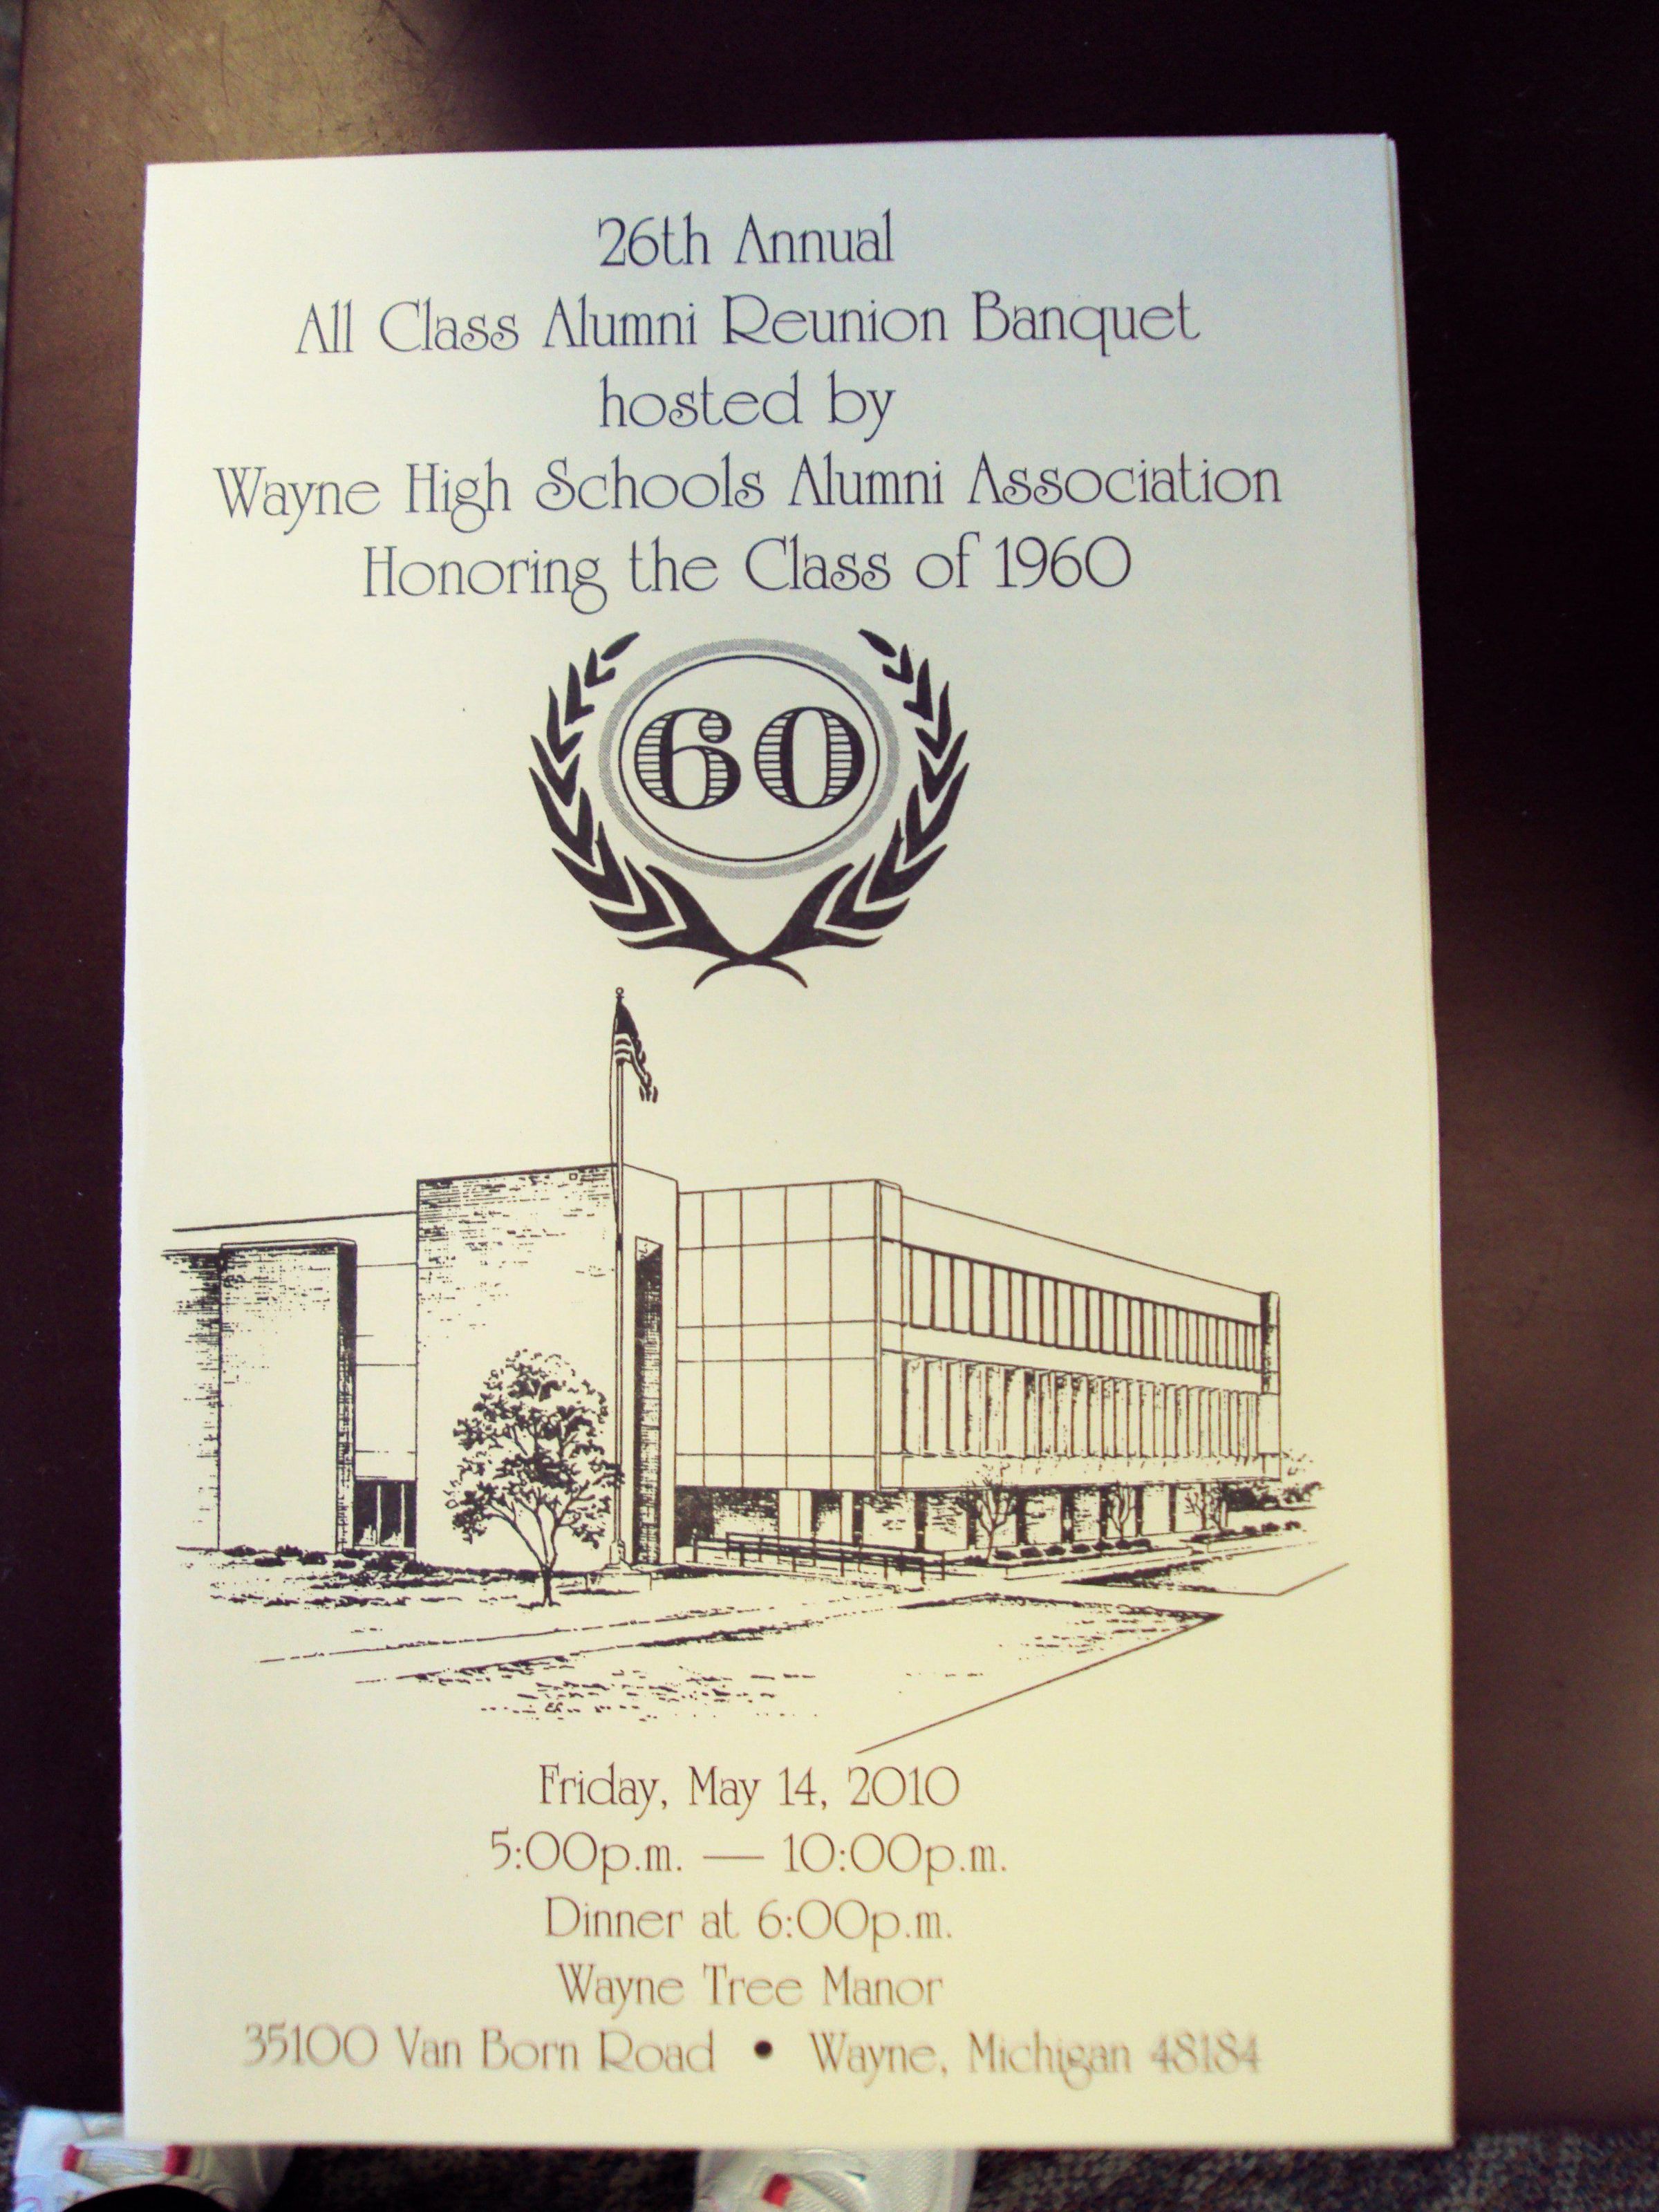 26th Annual
All Class Alumni Reunion Banquet
hosted by
Wayne High Schools Alumni Association
Honoring the Class of 1960
60
Friday, May 14, 2010
5:00p.m. — 10:00p.m.
Dinner at 6:00p.m.
Wayne Tree Manor
35100 Van Born Road • Wayne, Michigan 48184